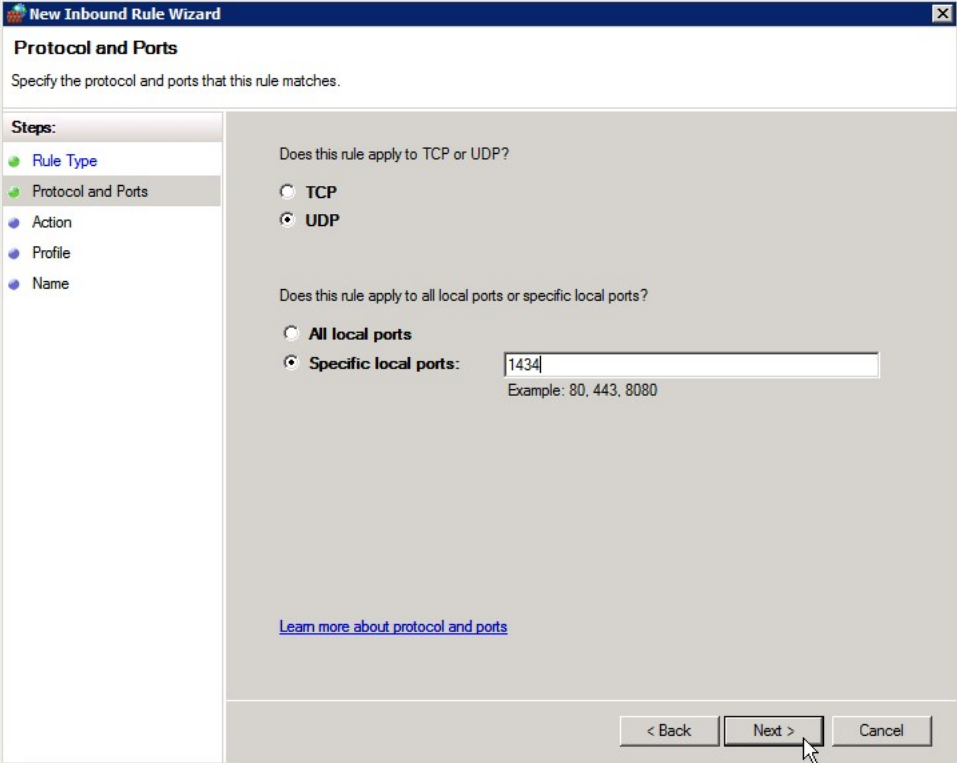 New Inbound Rule Wizard
Protocol and Ports
Specify the protocol and ports that this rule matches.
Steps:
Rule Type
Protocol and Ports
Action
Profile
Name
Does this rule apply to TCP or UDP?
TCP
UDP
Does this rule apply to all local ports or specific local ports?
All local ports
Specific local ports: 1434
Example: 80, 443, 8080
Learn more about protocol and ports
< Back Next > Cancel